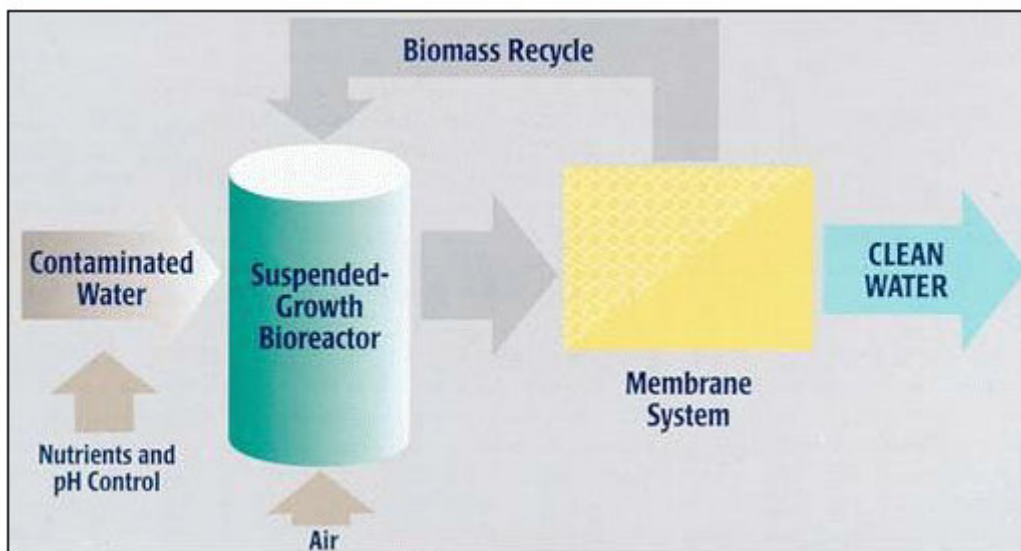 Biomass Recycle
Contaminated
Water
Suspended-
Growth
Bioreactor
CLEAN
WATER
Membrane
System
Nutrients and
pH Control
Air